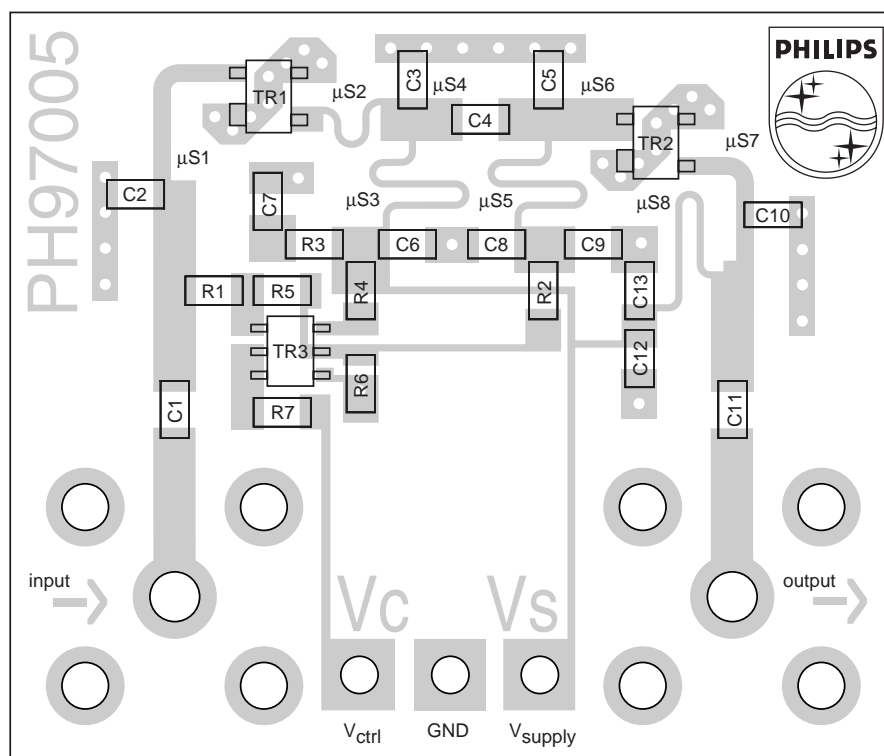 PH97005
PHILIPS
TR1
μS2
C3
μS4
C5
μS6
C4
TR2
μS7
μS1
C2
C7
μS3
μS5
μS8
C10
R3
C6
C8
C9
R1
R5
R4
R2
C13
TR3
C12
R6
C1
R7
C11
input
Vc
Vs
output
Vctrl
GND
Vsupply